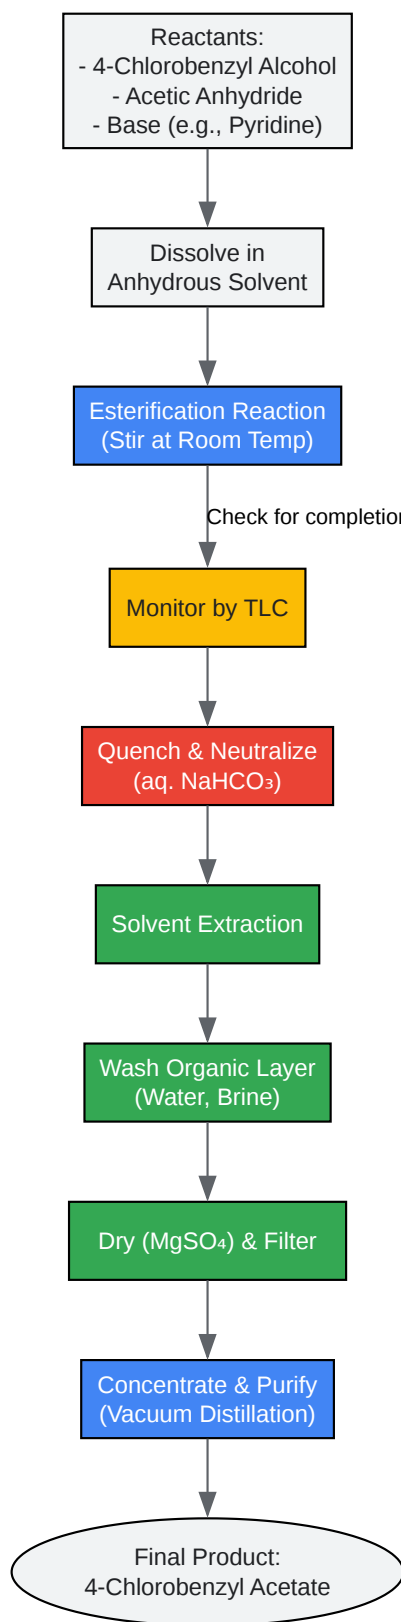 Reactants:
- 4-Chlorobenzyl Alcohol
- Acetic Anhydride
- Base (e.g., Pyridine)
Dissolve in
Anhydrous Solvent
Esterification Reaction
(Stir at Room Temp)
Check for completion
Monitor by TLC
Quench & Neutralize
(aq. NaHCO₃)
Solvent Extraction
Wash Organic Layer
(Water, Brine)
Dry (MgSO₄) & Filter
Concentrate & Purify
(Vacuum Distillation)
Final Product:
4-Chlorobenzyl Acetate